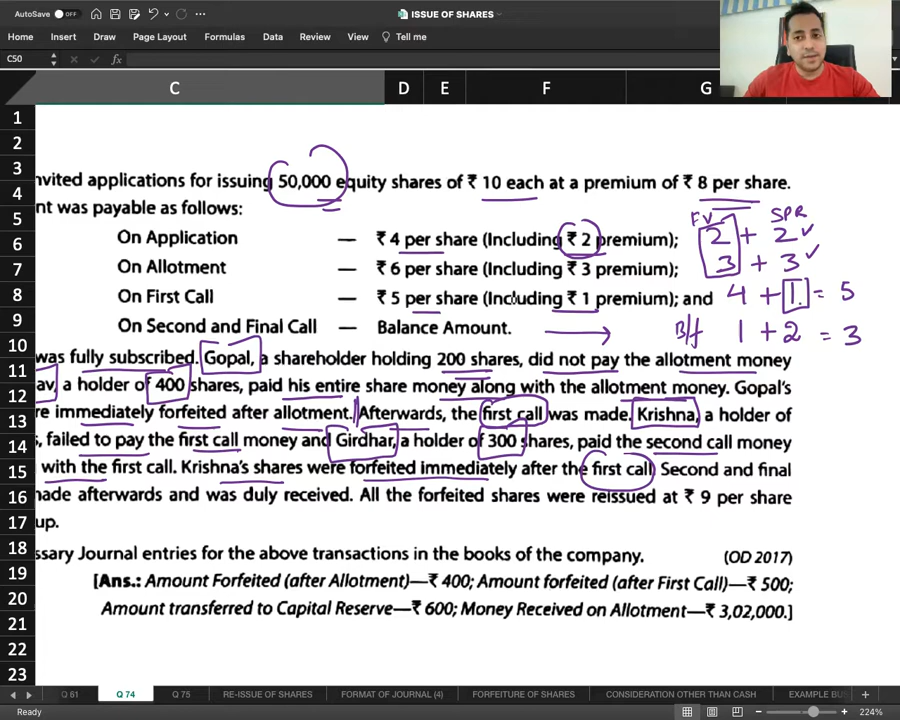 AutoSave OFF ISSUE OF SHARES
Home Insert Draw Page Layout Formulas Data Review View Tell me
C50 fx
C D E F G
1
2
3
4
5
6
7
8
9
10
11
12
13
14
15
16
17
18
19
20
21
22
23
nvited applications for issuing 50,000 equity shares of ₹ 10 each at a premium of ₹ 8 per share.
nt was payable as follows:
FV SPR
On Application — ₹ 4 per share (Including ₹ 2 premium); 2 + 2 ✓
On Allotment — ₹ 6 per share (Including ₹ 3 premium); 3 + 3 ✓
On First Call — ₹ 5 per share (Including ₹ 1 premium); and 4 + 1 = 5
On Second and Final Call — Balance Amount. → B/f 1 + 2 = 3
was fully subscribed. Gopal, a shareholder holding 200 shares, did not pay the allotment money
av, a holder of 400 shares, paid his entire share money along with the allotment money. Gopal's
re immediately forfeited after allotment. Afterwards, the first call was made. Krishna, a holder of
, failed to pay the first call money and Girdhar, a holder of 300 shares, paid the second call money
with the first call. Krishna's shares were forfeited immediately after the first call Second and final
nade afterwards and was duly received. All the forfeited shares were reissued at ₹ 9 per share
up.
ssary Journal entries for the above transactions in the books of the company. (OD 2017)
[Ans.: Amount Forfeited (after Allotment)—₹ 400; Amount forfeited (after First Call)—₹ 500;
Amount transferred to Capital Reserve—₹ 600; Money Received on Allotment—₹ 3,02,000.]
Q 61 Q 74 Q 75 RE-ISSUE OF SHARES FORMAT OF JOURNAL (4) FORFEITURE OF SHARES CONSIDERATION OTHER THAN CASH EXAMPLE BU
Ready 224%